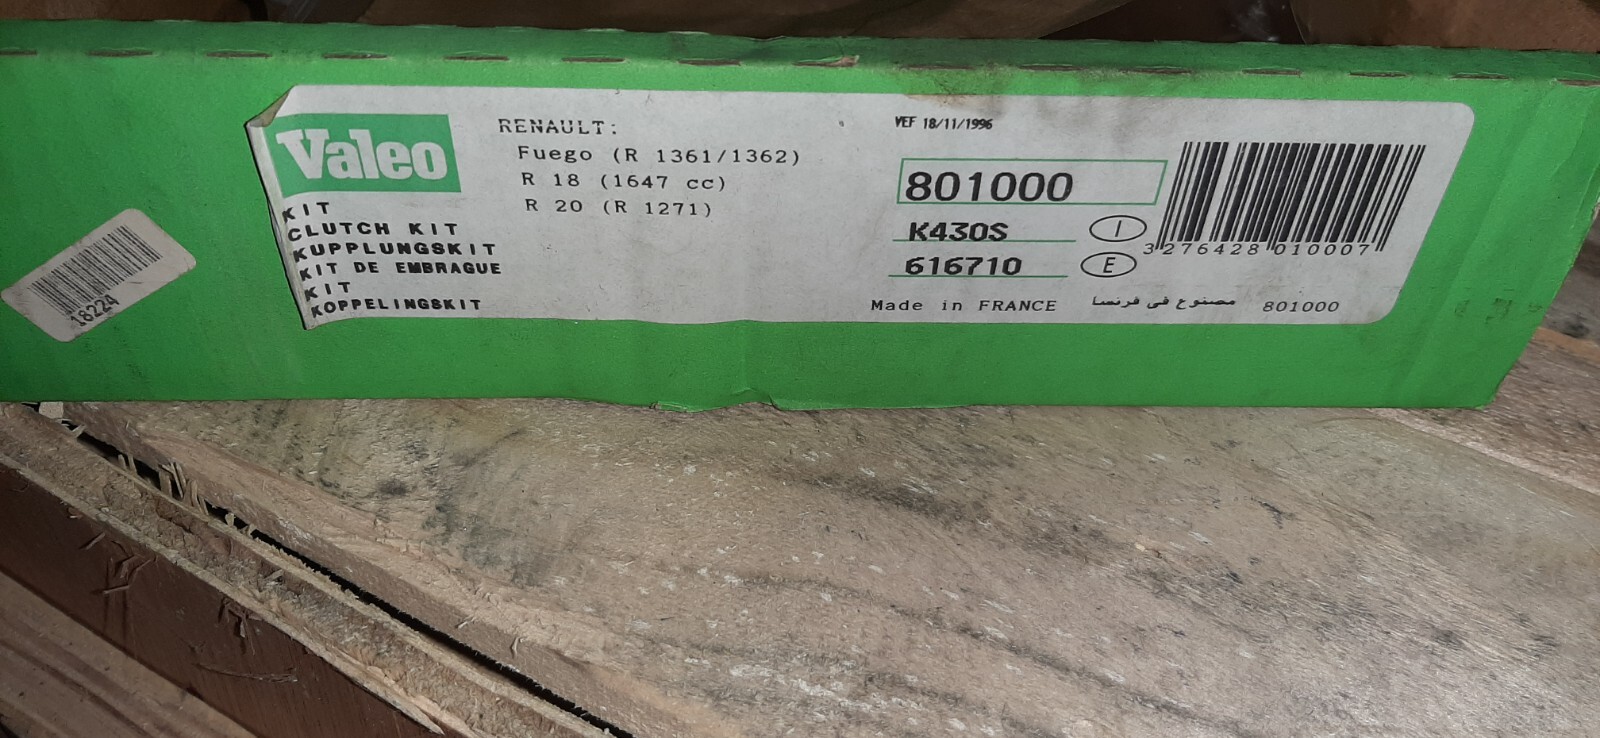 Valeo
KIT
CLUTCH KIT
KUPPLUNGSKIT
KIT DE EMBRAGUE
KIT
KOPPELINGSKIT
RENAULT:
Fuego (R 1361/1362)
R 18 (1647 cc)
R 20 (R 1271)
VEF 18/11/1996
801000
K430S I
616710 E
3 276428 010007
Made in FRANCE مصنوع في فرنسا 801000
18224